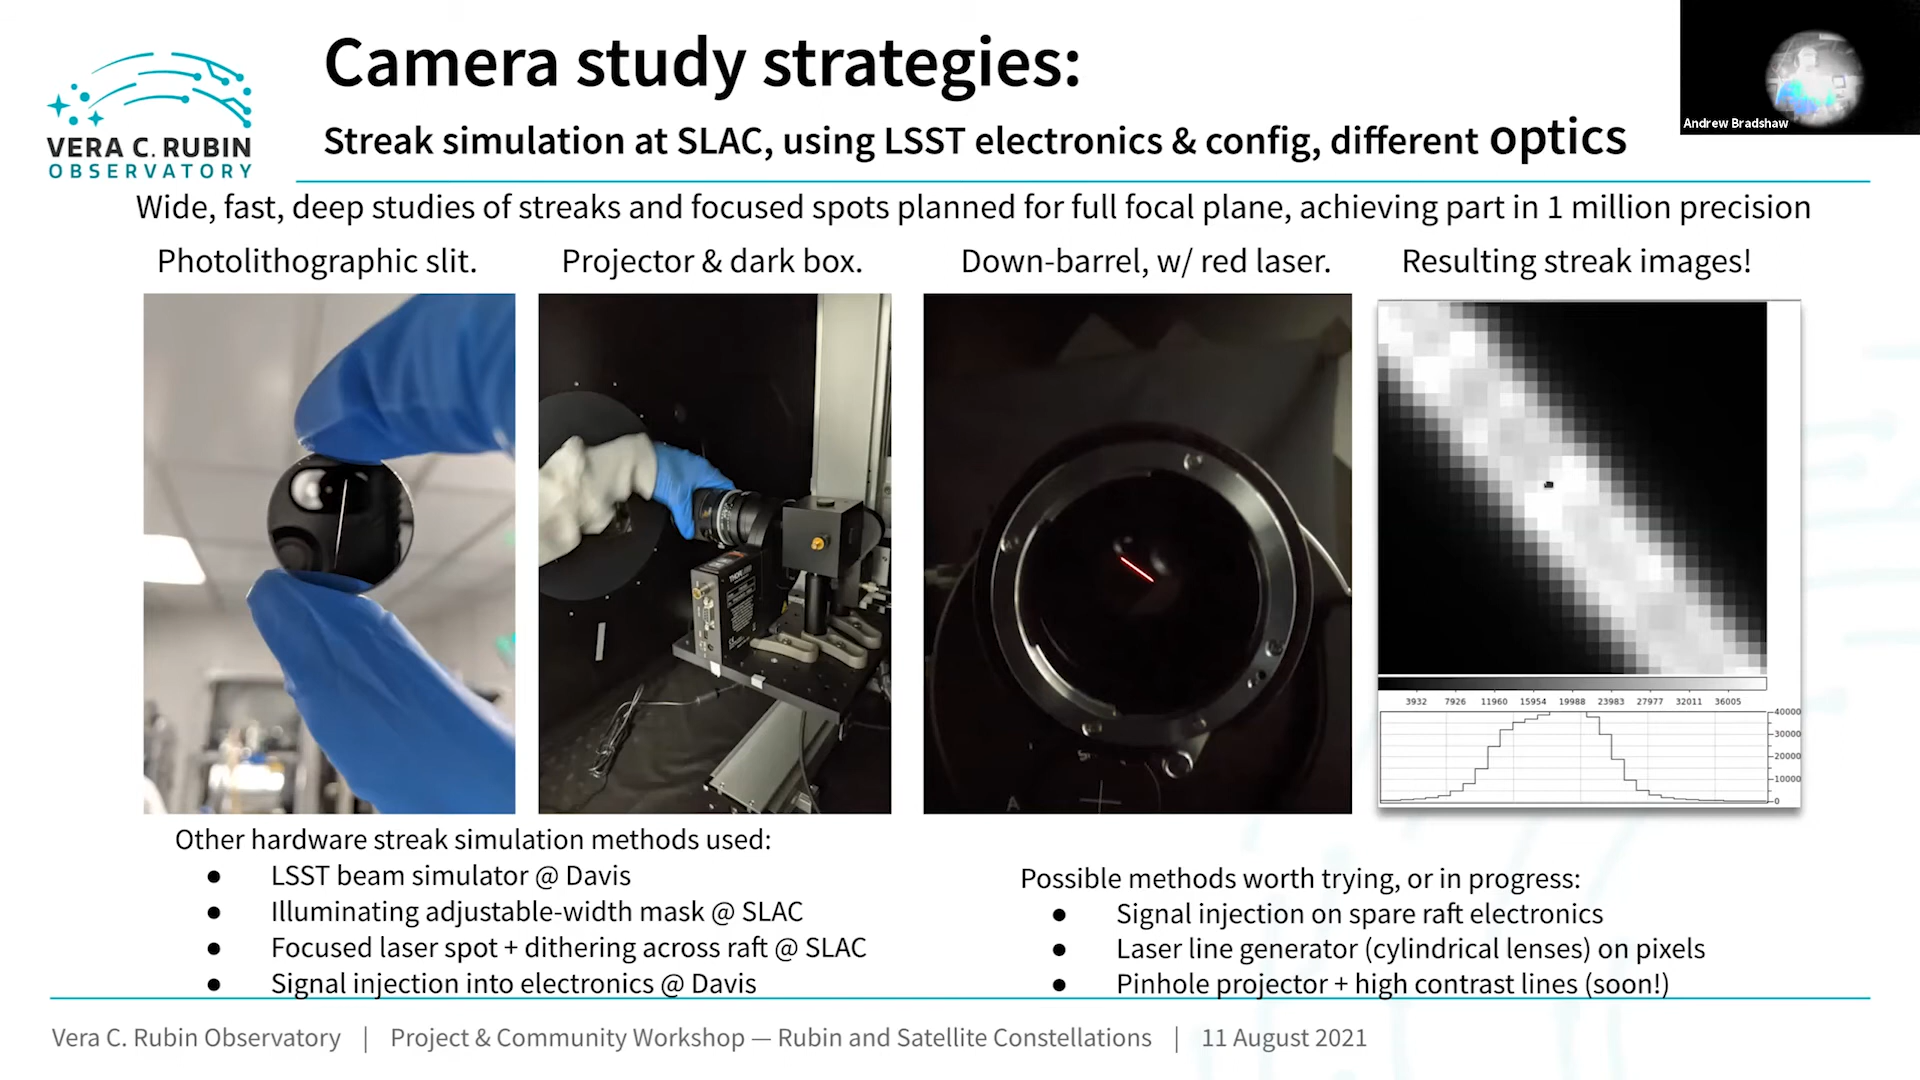 Camera study strategies:
VERA C. RUBIN
OBSERVATORY
Streak simulation at SLAC, using LSST electronics & config, different optics
Andrew Bradshaw
Wide, fast, deep studies of streaks and focused spots planned for full focal plane, achieving part in 1 million precision
Photolithographic slit.
Projector & dark box.
Down-barrel, w/ red laser.
Resulting streak images!
THORLABS
A
3932 7926 11960 15954 19988 23983 27977 32011 36005
40000
30000
20000
10000
0
Other hardware streak simulation methods used:
● LSST beam simulator @ Davis
● Illuminating adjustable-width mask @ SLAC
● Focused laser spot + dithering across raft @ SLAC
● Signal injection into electronics @ Davis
Possible methods worth trying, or in progress:
● Signal injection on spare raft electronics
● Laser line generator (cylindrical lenses) on pixels
● Pinhole projector + high contrast lines (soon!)
Vera C. Rubin Observatory | Project & Community Workshop — Rubin and Satellite Constellations | 11 August 2021